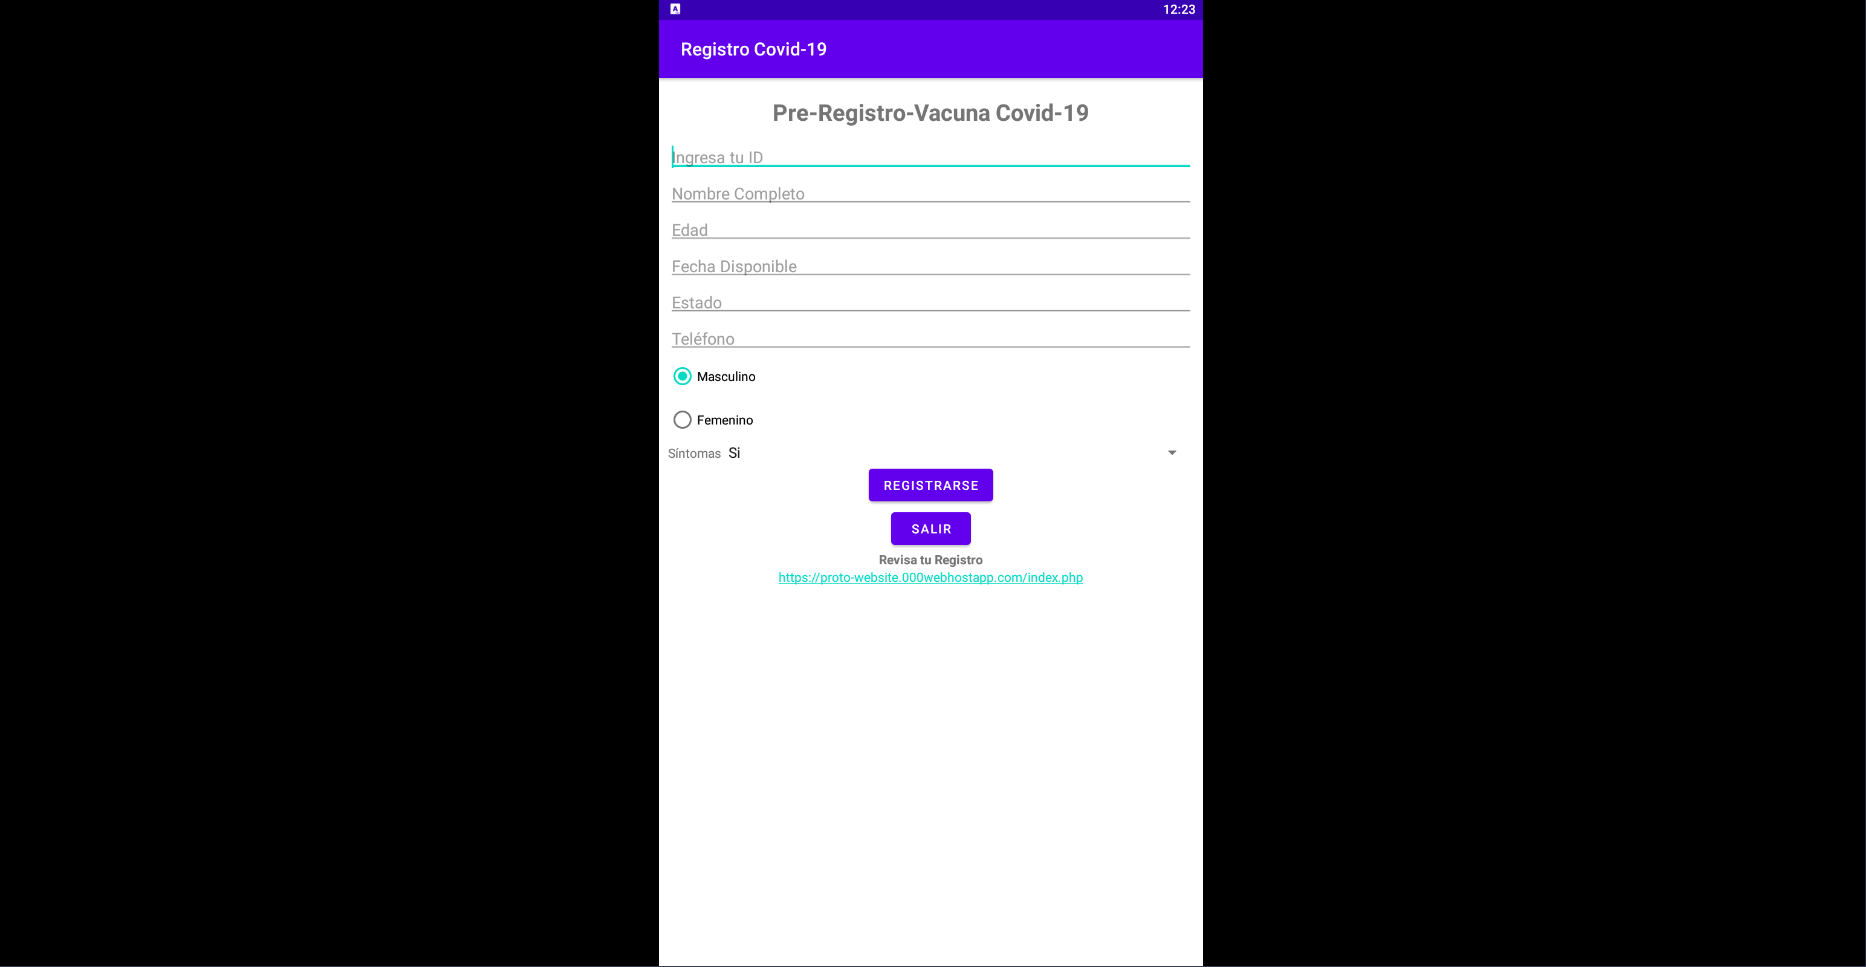 A 12:23
Registro Covid-19
Pre-Registro-Vacuna Covid-19
Ingresa tu ID
Nombre Completo
Edad
Fecha Disponible
Estado
Teléfono
Masculino
Femenino
Síntomas Si
REGISTRARSE
SALIR
Revisa tu Registro
https://proto-website.000webhostapp.com/index.php